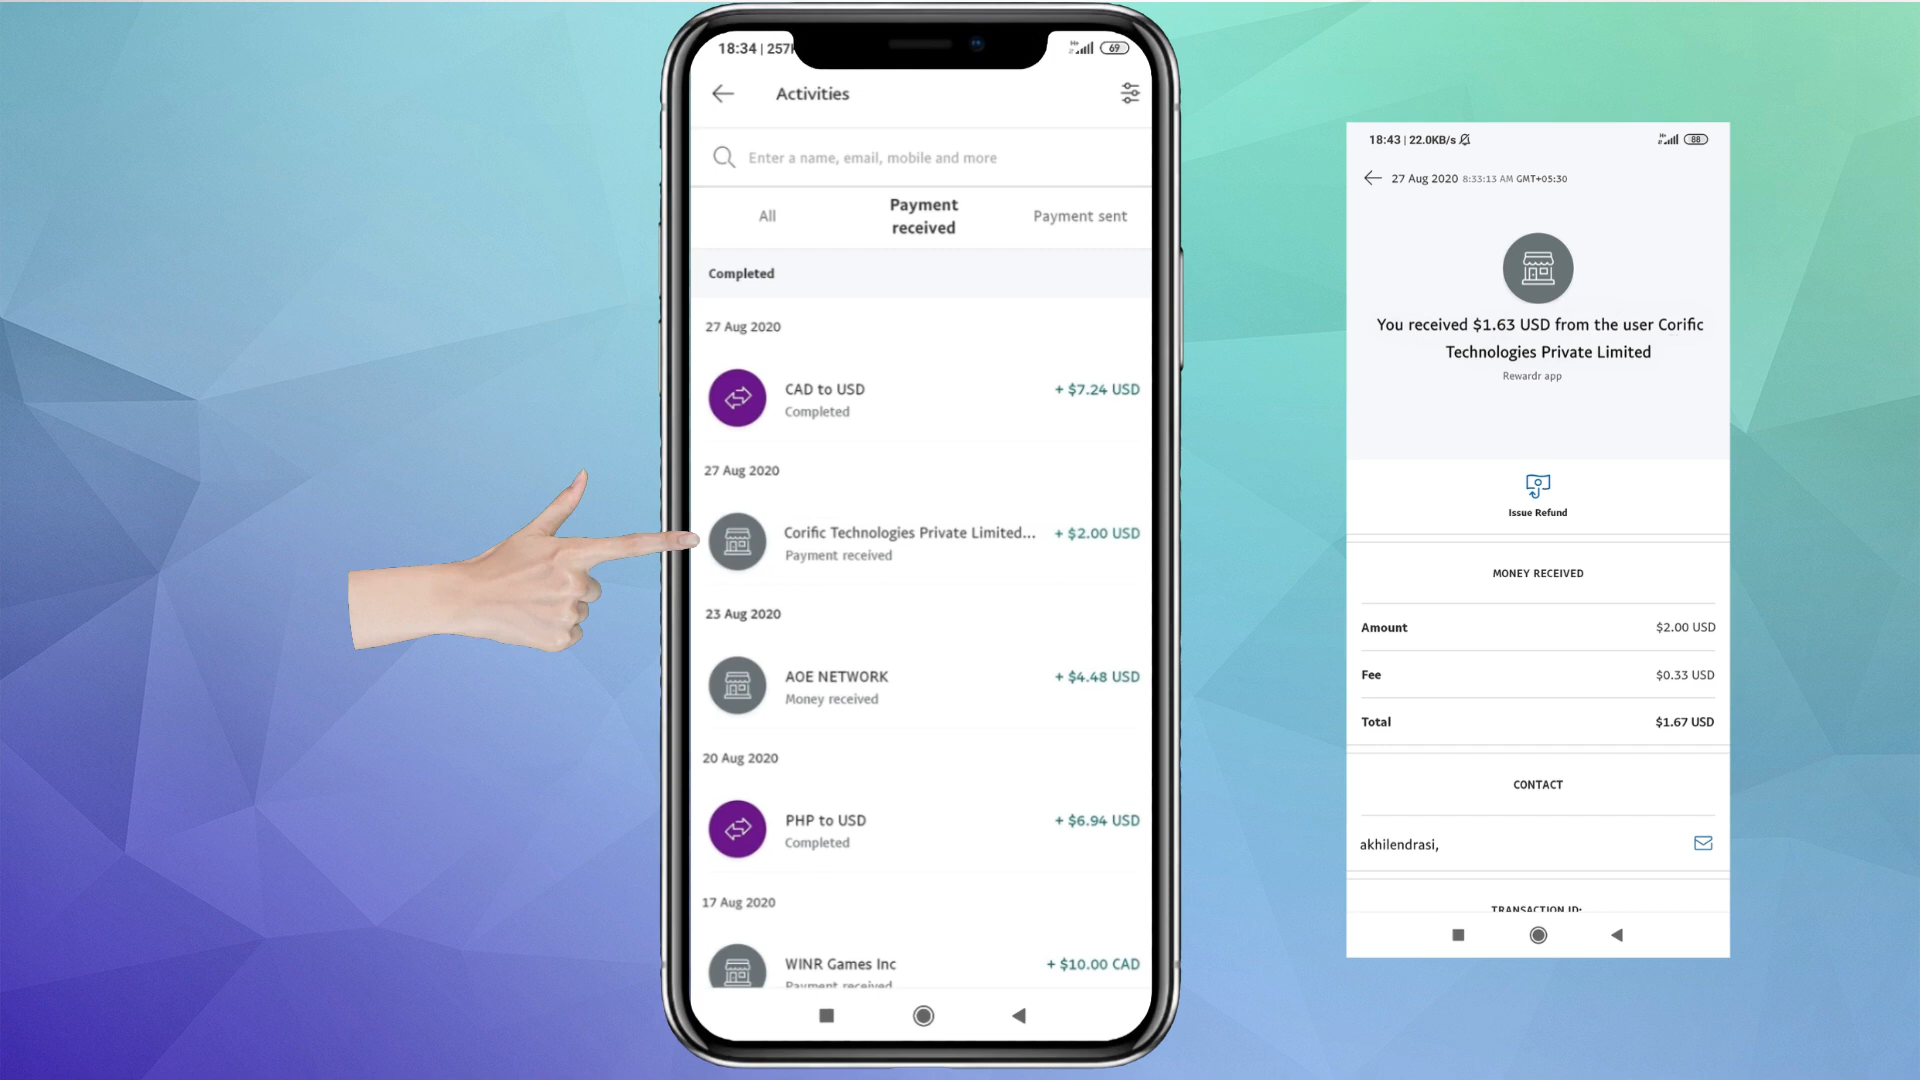 18:34 | 257
69
Activities
Enter a name, email, mobile and more
All
Payment
received
Payment sent
Completed
27 Aug 2020
CAD to USD
+ $7.24 USD
Completed
27 Aug 2020
Corific Technologies Private Limited...
+ $2.00 USD
Payment received
23 Aug 2020
AOE NETWORK
+ $4.48 USD
Money received
20 Aug 2020
PHP to USD
+ $6.94 USD
Completed
17 Aug 2020
WINR Games Inc
+ $10.00 CAD
Payment received
18:43 | 22.0KB/s
88
27 Aug 2020 8:33:13 AM GMT+05:30
You received $1.63 USD from the user Corific
Technologies Private Limited
Rewardr app
Issue Refund
MONEY RECEIVED
Amount
$2.00 USD
Fee
$0.33 USD
Total
$1.67 USD
CONTACT
akhilendrasi,
TRANSACTION ID: